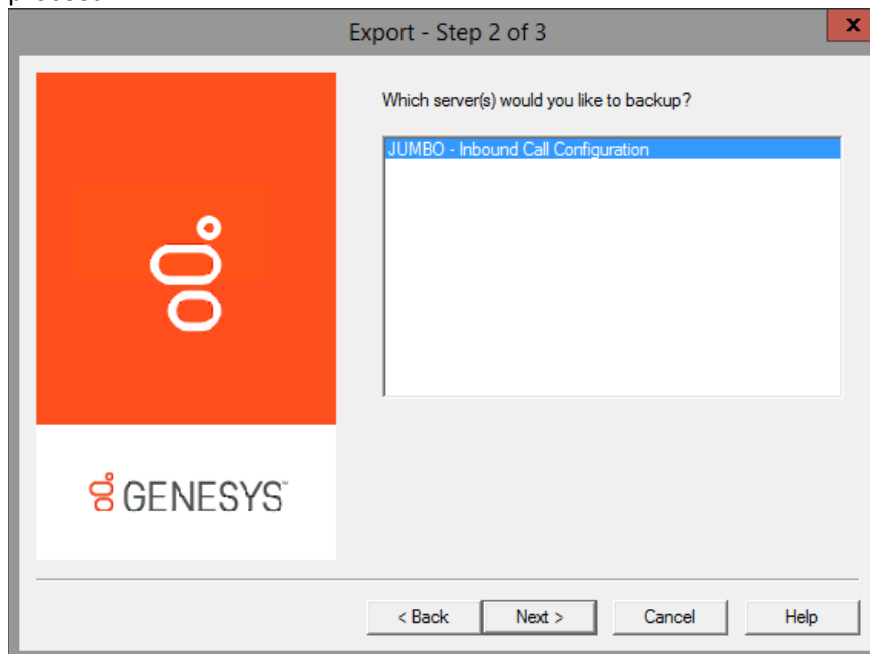 Export - Step 2 of 3
x
Which server(s) would you like to backup?
JUMBO - Inbound Call Configuration
GENESYS™
< Back
Next >
Cancel
Help